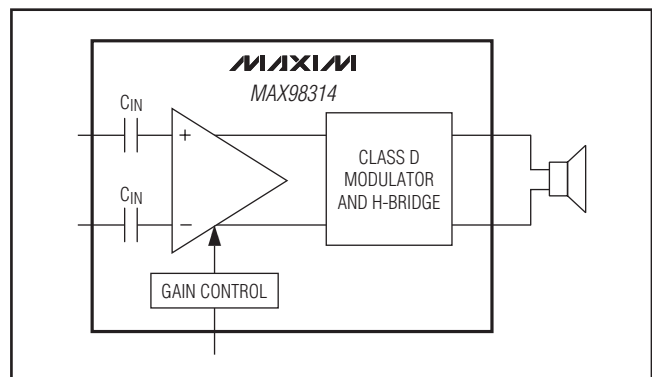 MAXIM
MAX98314
CIN
CIN
+
−
CLASS D
MODULATOR
AND H-BRIDGE
GAIN CONTROL